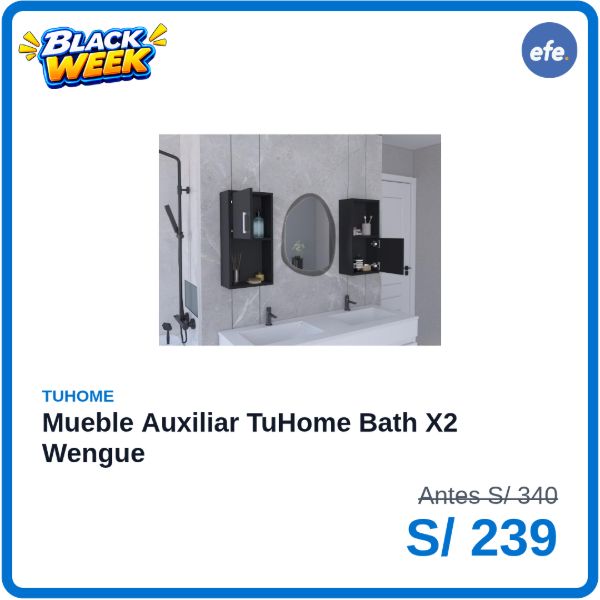 BLACK
WEEK
efe.
TUHOME
Mueble Auxiliar TuHome Bath X2
Wengue
Antes S/ 340
S/ 239